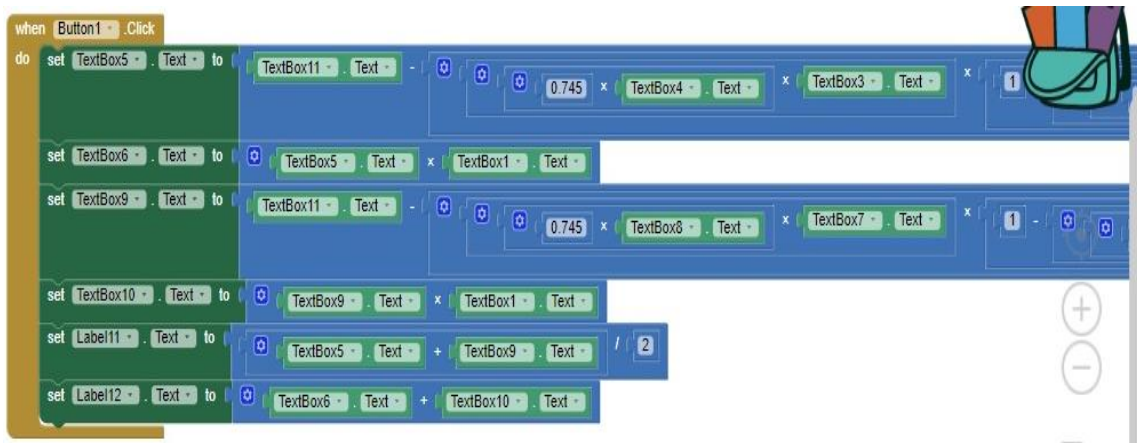 when Button1 .Click
do set TextBox5 . Text to TextBox11 . Text - 0.745 × TextBox4 . Text × TextBox3 . Text × 1
set TextBox6 . Text to TextBox5 . Text × TextBox1 . Text
set TextBox9 . Text to TextBox11 . Text - 0.745 × TextBox8 . Text × TextBox7 . Text × 1 -
set TextBox10 . Text to TextBox9 . Text × TextBox1 . Text
set Label11 . Text to TextBox5 . Text + TextBox9 . Text / 2
set Label12 . Text to TextBox6 . Text + TextBox10 . Text